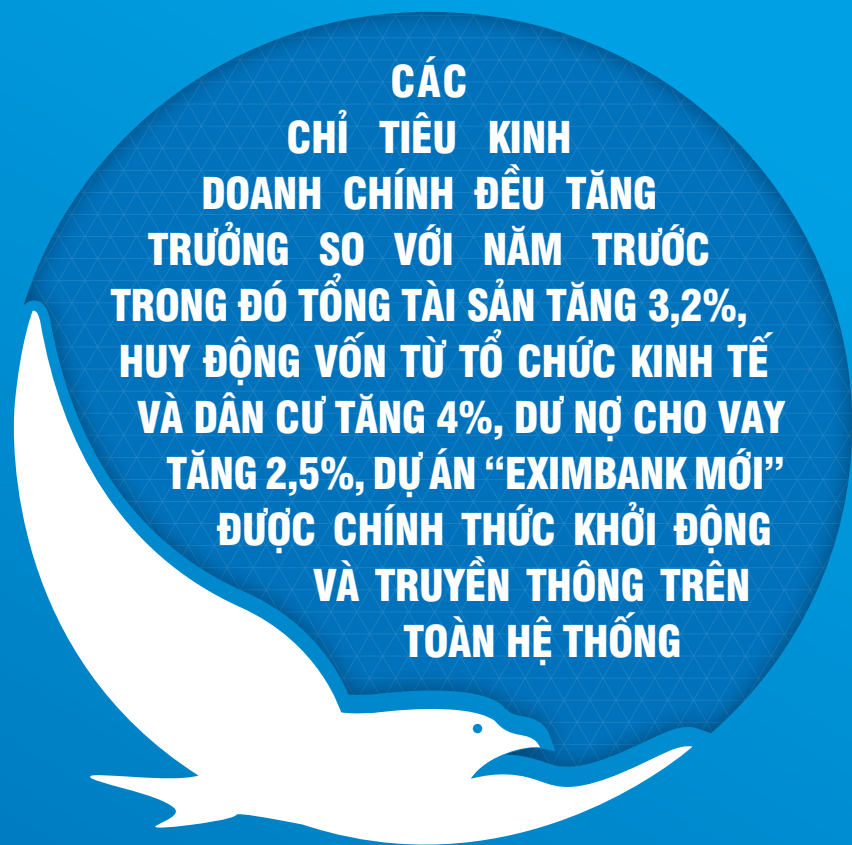 CÁC
CHỈ TIÊU KINH
DOANH CHÍNH ĐỀU TĂNG
TRƯỞNG SO VỚI NĂM TRƯỚC
TRONG ĐÓ TỔNG TÀI SẢN TĂNG 3,2%,
HUY ĐỘNG VỐN TỪ TỔ CHỨC KINH TẾ
VÀ DÂN CƯ TĂNG 4%, DƯ NỢ CHO VAY
TĂNG 2,5%, DỰ ÁN “EXIMBANK MỚI”
ĐƯỢC CHÍNH THỨC KHỞI ĐỘNG
VÀ TRUYỀN THÔNG TRÊN
TOÀN HỆ THỐNG